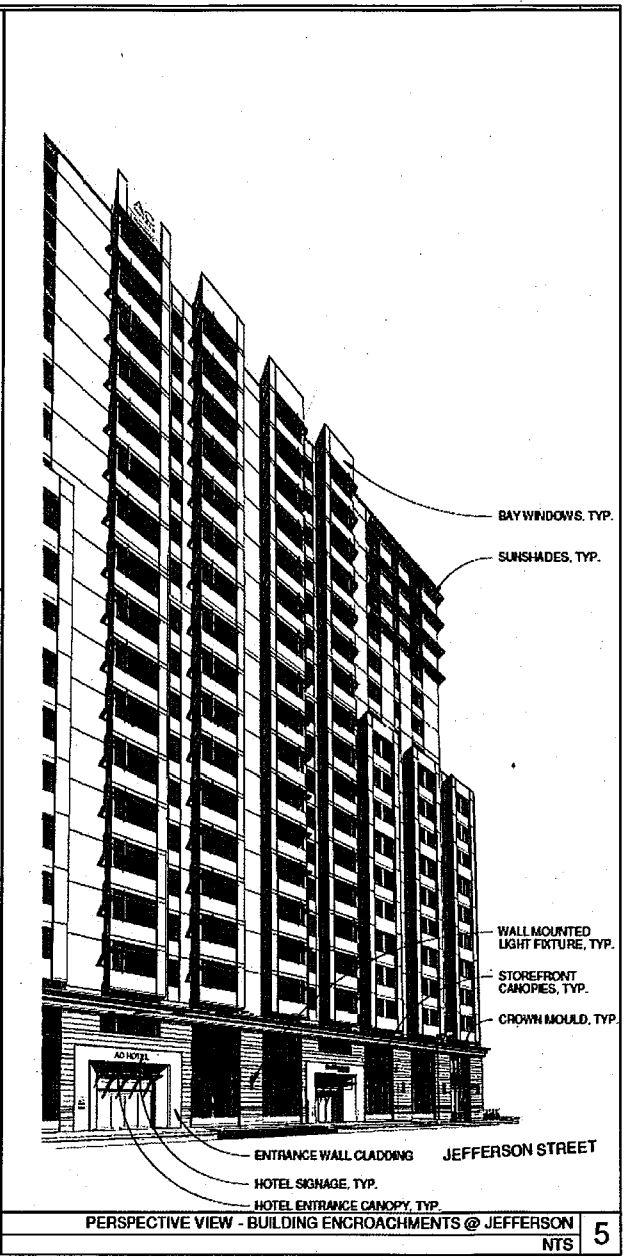 AC
BAY WINDOWS, TYP.
SUNSHADES, TYP.
WALL MOUNTED
LIGHT FIXTURE, TYP.
STOREFRONT
CANOPIES, TYP.
CROWN MOULD, TYP.
AC HOTEL
ENTRANCE WALL CLADDING
JEFFERSON STREET
HOTEL SIGNAGE, TYP.
HOTEL ENTRANCE CANOPY, TYP.
PERSPECTIVE VIEW - BUILDING ENCROACHMENTS @ JEFFERSON
NTS
5